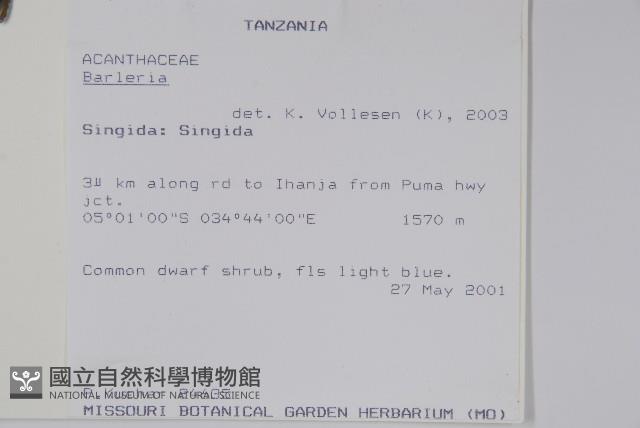 TANZANIA
ACANTHACEAE
Barleria
det. K. Vollesen (K), 2003
Singida: Singida
km along rd to Ihanja from Puma hwy
jct.
05°01'00"S 034°44'00"E 1570 m
Common dwarf shrub, fls light blue.
27 May 2001
國立自然科學博物館
NATIONAL MUSEUM OF NATURAL SCIENCE
MISSOURI BOTANICAL GARDEN HERBARIUM (MO)